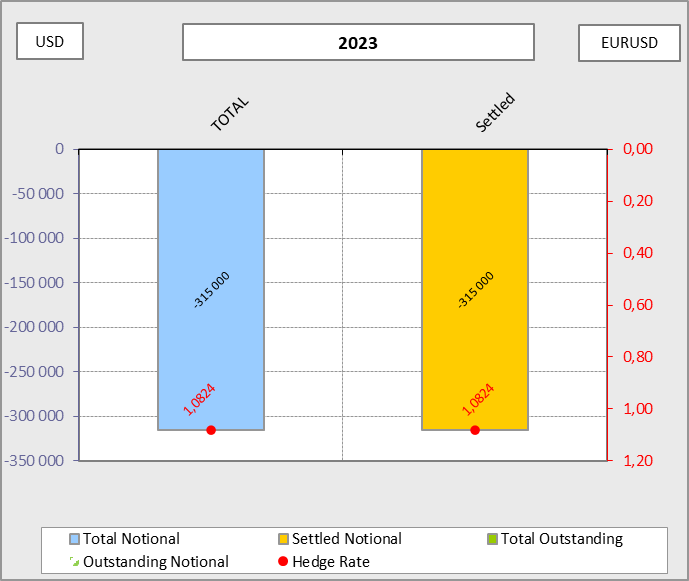 USD
2023
EURUSD
TOTAL
Settled
0
-50 000
-100 000
-150 000
-200 000
-250 000
-300 000
-350 000
0,00
0,20
0,40
0,60
0,80
1,00
1,20
-315 000
-315 000
1,0824
1,0824
Total Notional
Settled Notional
Total Outstanding
Outstanding Notional
Hedge Rate